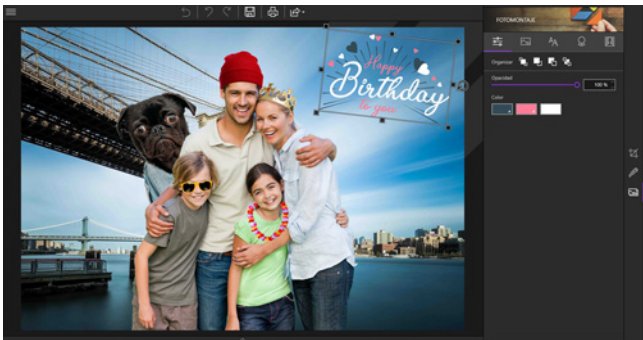 FOTOMONTAJE
Organizar
Opacidad
100 %
Color
Happy
Birthday
to you